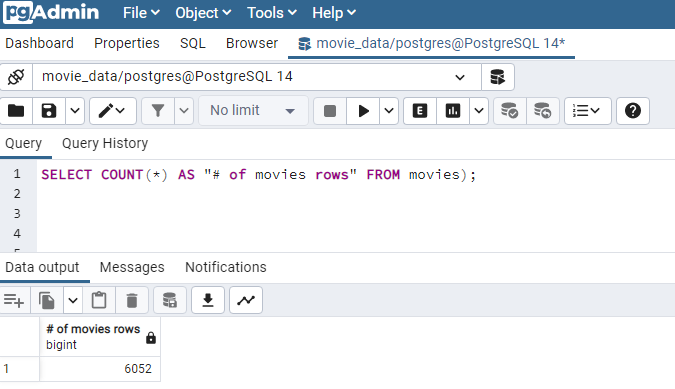 pgAdmin File Object Tools Help
Dashboard Properties SQL Browser movie_data/postgres@PostgreSQL 14*
movie_data/postgres@PostgreSQL 14
No limit E
Query Query History
1 SELECT COUNT(*) AS "# of movies rows" FROM movies);
2
3
4
5
Data output Messages Notifications
# of movies rows
bigint
1 6052